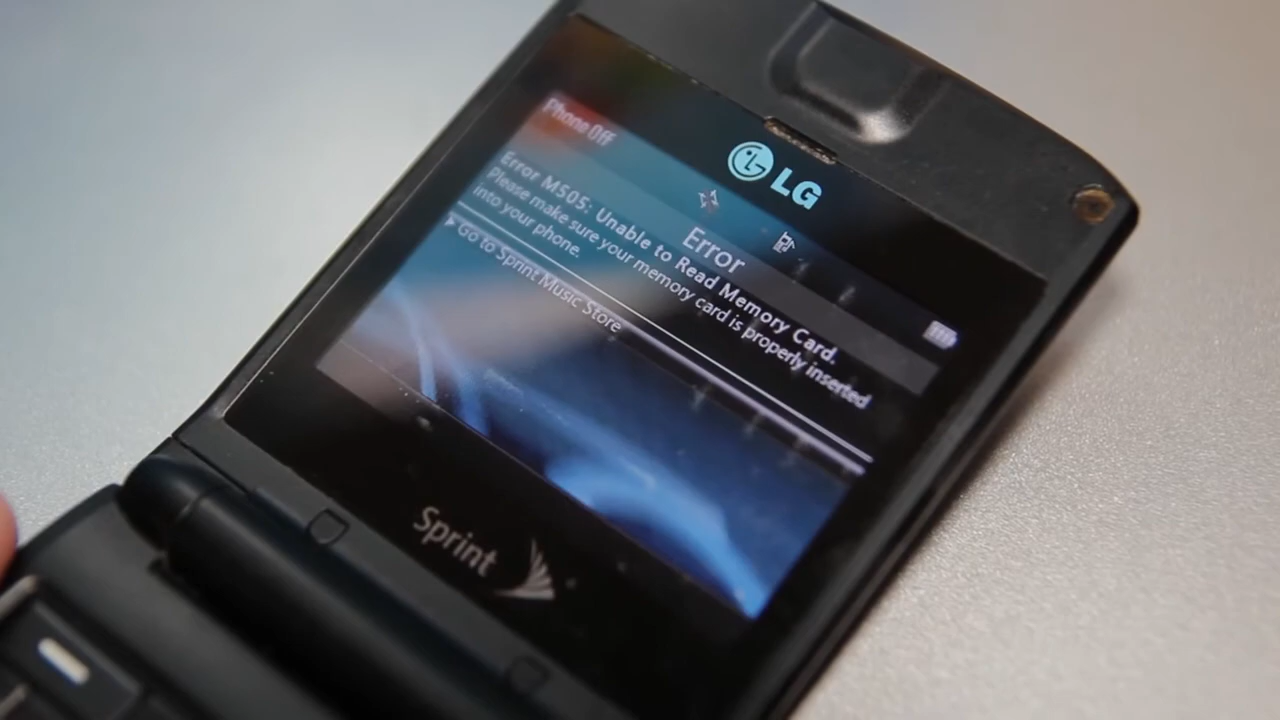 Phone Off
LG
Error
Error M505: Unable to Read Memory Card.
Please make sure your memory card is properly inserted
into your phone.
Go to Sprint Music Store
Sprint